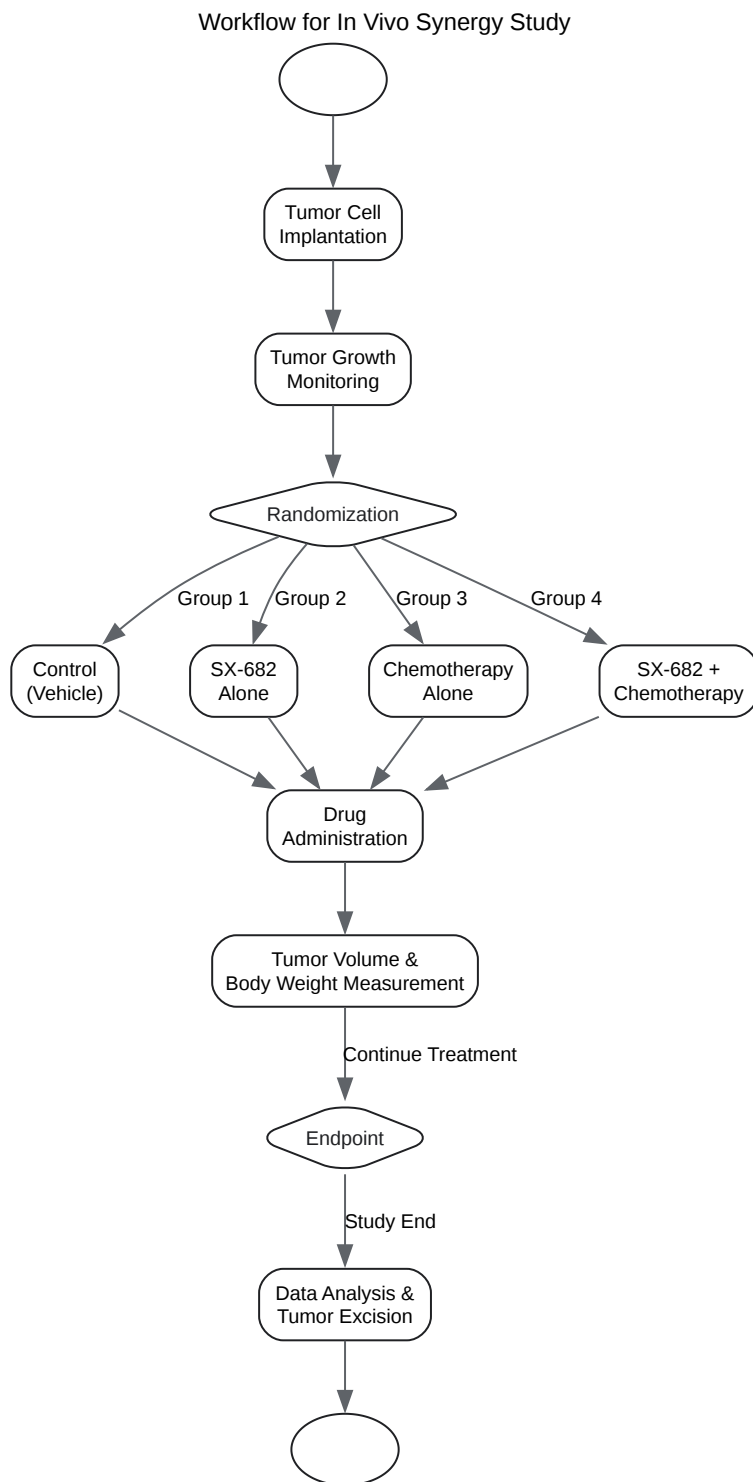 Workflow for In Vivo Synergy Study
Tumor Cell
Implantation
Tumor Growth
Monitoring
Randomization
Group 1
Group 2
Group 3
Group 4
Control
(Vehicle)
SX-682
Alone
Chemotherapy
Alone
SX-682 +
Chemotherapy
Drug
Administration
Tumor Volume &
Body Weight Measurement
Continue Treatment
Endpoint
Study End
Data Analysis &
Tumor Excision